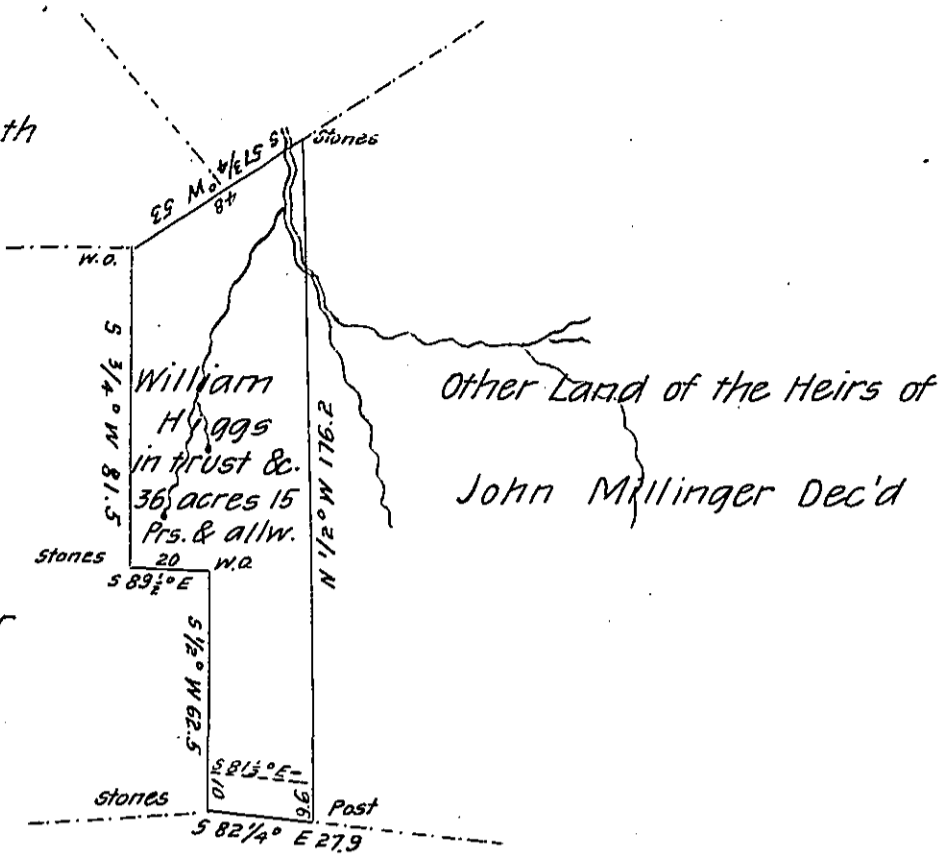 th
Stones
S 51 3/4° W 53
48
W.O.
S 3/4° W 81.5
William
Higgs
in trust &c.
36 acres 15
Prs. & allw.
Other Land of the Heirs of
John Millinger Dec'd
N 1/2° W 176.2
Stones
20
W.O.
S 89 1/2° E
r
S 1/2° W 62.5
S 81 1/2° E
10
9.6
Stones
Post
S 82 1/4° E 27.9